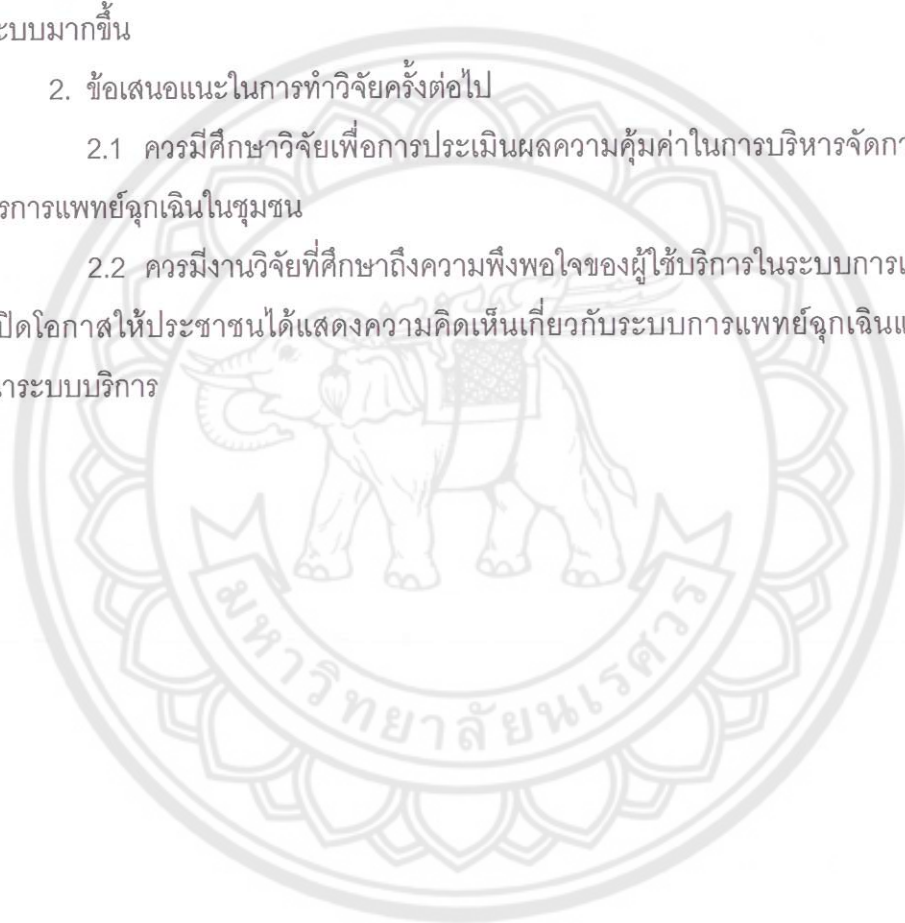 ะบบมากขึ้น
2. ข้อเสนอแนะในการทำวิจัยครั้งต่อไป
2.1 ควรมีศึกษาวิจัยเพื่อการประเมินผลความคุ้มค่าในการบริหารจัดกา
รการแพทย์ฉุกเฉินในชุมชน
2.2 ควรมีงานวิจัยที่ศึกษาถึงความพึงพอใจของผู้ใช้บริการในระบบการแ
ปิดโอกาสให้ประชาชนได้แสดงความคิดเห็นเกี่ยวกับระบบการแพทย์ฉุกเฉินแ
าระบบบริการ
มหาวิทยาลัยนเรศวร